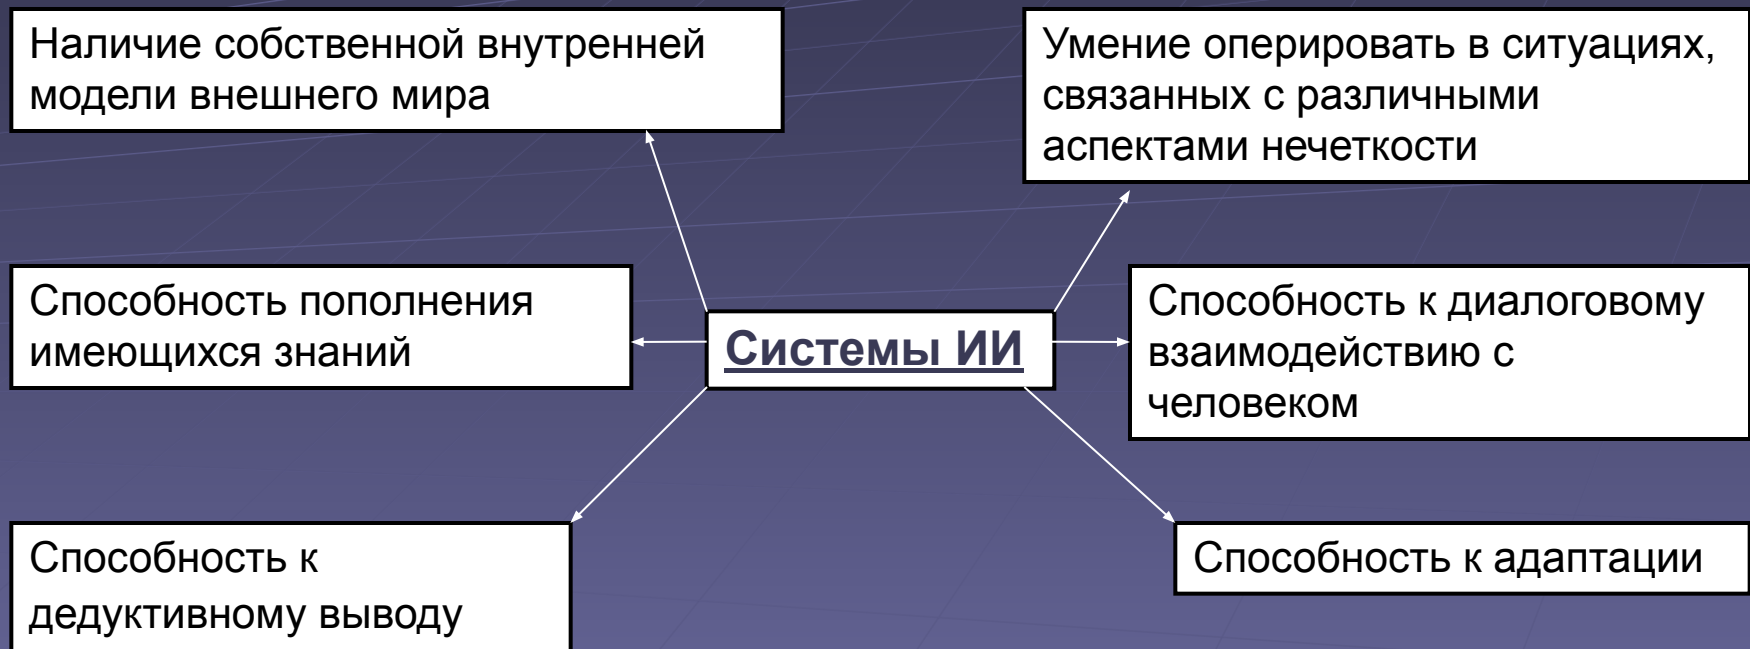 Наличие собственной внутренней
модели внешнего мира
Умение оперировать в ситуациях,
связанных с различными
аспектами нечеткости
Способность пополнения
имеющихся знаний
Системы ИИ
Способность к диалоговому
взаимодействию с
человеком
Способность к
дедуктивному выводу
Способность к адаптации